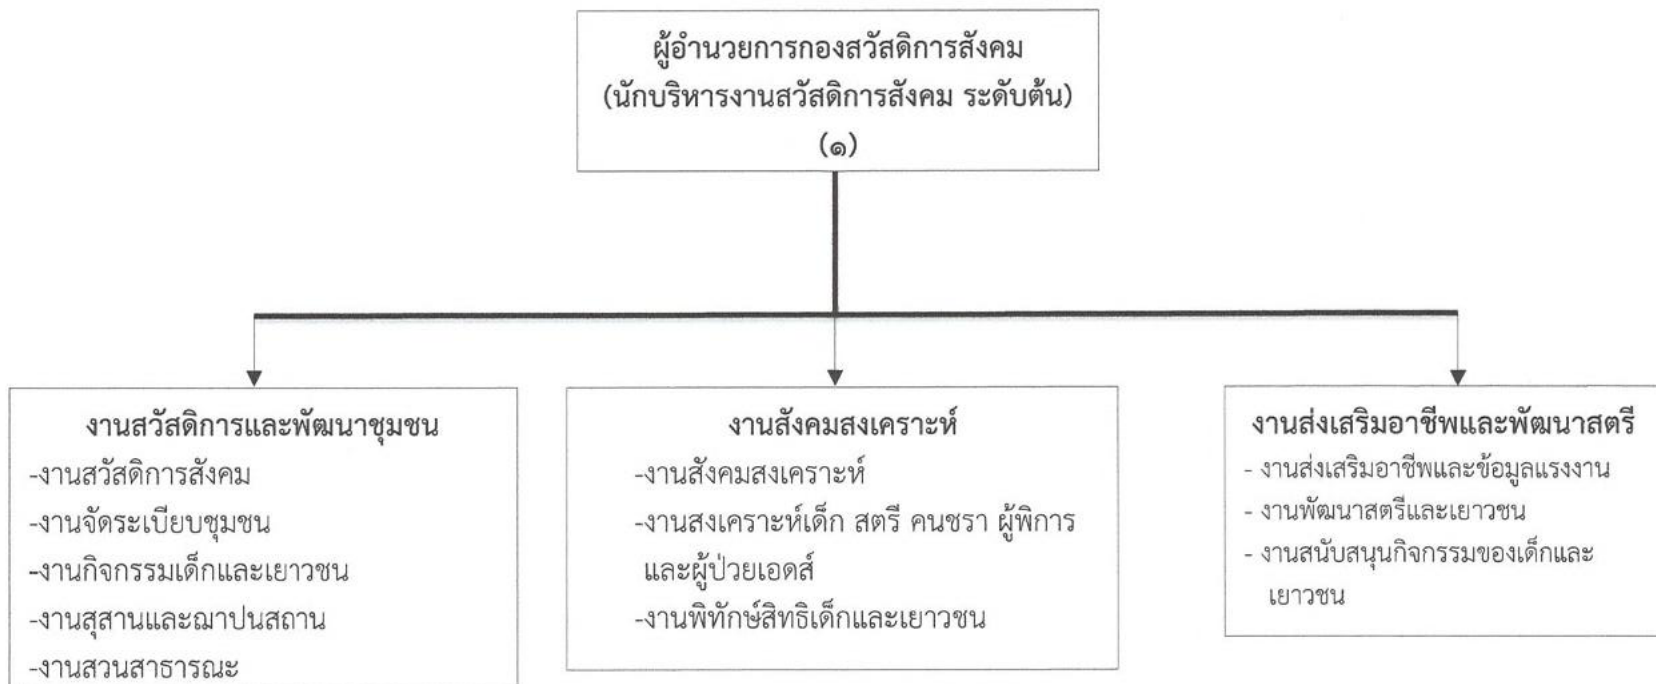 ผู้อำนวยการกองสวัสดิการสังคม
(นักบริหารงานสวัสดิการสังคม ระดับต้น)
(๑)
งานสวัสดิการและพัฒนาชุมชน
-งานสวัสดิการสังคม
-งานจัดระเบียบชุมชน
-งานกิจกรรมเด็กและเยาวชน
-งานสุสานและฌาปนสถาน
-งานสวนสาธารณะ
งานสังคมสงเคราะห์
-งานสังคมสงเคราะห์
-งานสงเคราะห์เด็ก สตรี คนชรา ผู้พิการ
และผู้ป่วยเอดส์
-งานพิทักษ์สิทธิเด็กและเยาวชน
งานส่งเสริมอาชีพและพัฒนาสตรี
- งานส่งเสริมอาชีพและข้อมูลแรงงาน
- งานพัฒนาสตรีและเยาวชน
- งานสนับสนุนกิจกรรมของเด็กและ
เยาวชน